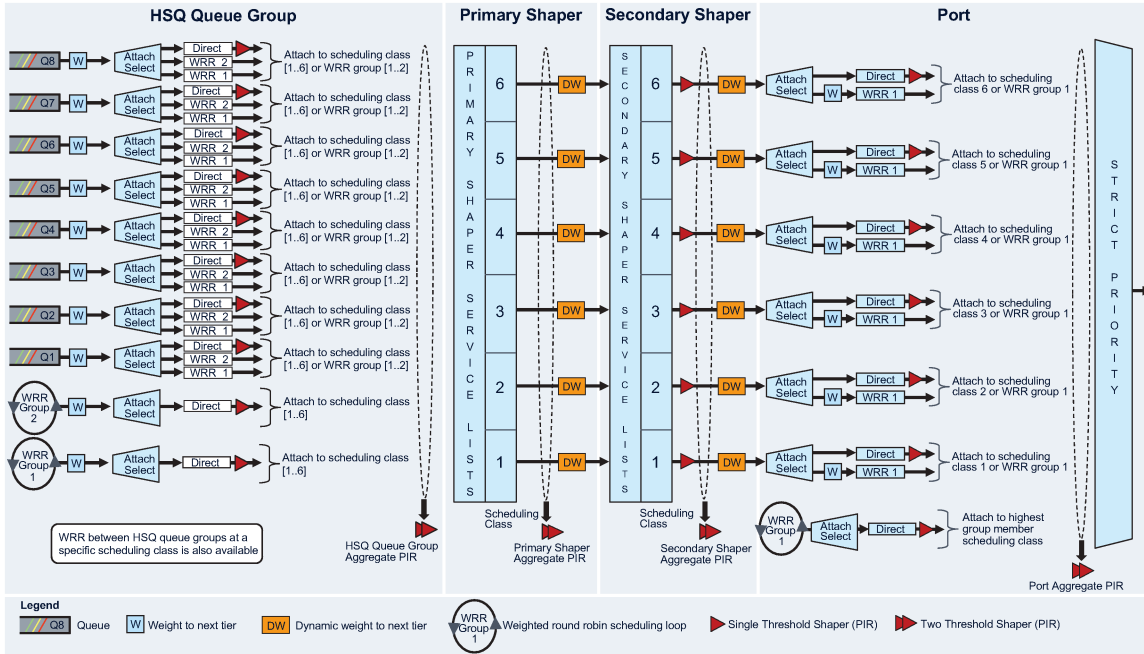 HSQ Queue Group
Primary Shaper
Secondary Shaper
Port
Q8
W
Attach Select
Direct
WRR 2
WRR 1
Attach to scheduling class
[1..6] or WRR group [1..2]
Q7
W
Attach Select
Direct
WRR 2
WRR 1
Attach to scheduling class
[1..6] or WRR group [1..2]
Q6
W
Attach Select
Direct
WRR 2
WRR 1
Attach to scheduling class
[1..6] or WRR group [1..2]
Q5
W
Attach Select
Direct
WRR 2
WRR 1
Attach to scheduling class
[1..6] or WRR group [1..2]
Q4
W
Attach Select
Direct
WRR 2
WRR 1
Attach to scheduling class
[1..6] or WRR group [1..2]
Q3
W
Attach Select
Direct
WRR 2
WRR 1
Attach to scheduling class
[1..6] or WRR group [1..2]
Q2
W
Attach Select
Direct
WRR 2
WRR 1
Attach to scheduling class
[1..6] or WRR group [1..2]
Q1
W
Attach Select
Direct
WRR 2
WRR 1
Attach to scheduling class
[1..6] or WRR group [1..2]
WRR Group 2
W
Attach Select
Direct
Attach to scheduling class
[1..6]
WRR Group 1
W
Attach Select
Direct
Attach to scheduling class
[1..6]
WRR between HSQ queue groups at a
specific scheduling class is also available
HSQ Queue Group
Aggregate PIR
PRIMARY SHAPER SERVICE LISTS
6
DW
5
DW
4
DW
3
DW
2
DW
1
DW
Scheduling
Class
Primary Shaper
Aggregate PIR
SECONDARY SHAPER SERVICE LISTS
6
DW
5
DW
4
DW
3
DW
2
DW
1
DW
Scheduling
Class
Secondary Shaper
Aggregate PIR
Attach Select
Direct
W
WRR 1
Attach to scheduling
class 6 or WRR group 1
Attach Select
Direct
W
WRR 1
Attach to scheduling
class 5 or WRR group 1
Attach Select
Direct
W
WRR 1
Attach to scheduling
class 4 or WRR group 1
Attach Select
Direct
W
WRR 1
Attach to scheduling
class 3 or WRR group 1
Attach Select
Direct
W
WRR 1
Attach to scheduling
class 2 or WRR group 1
Attach Select
Direct
W
WRR 1
Attach to scheduling
class 1 or WRR group 1
WRR Group 1
Attach Select
Direct
Attach to highest
group member
scheduling class
Port Aggregate PIR
STRICT PRIORITY
Legend
Q8 Queue
W Weight to next tier
DW Dynamic weight to next tier
WRR Group 1 Weighted round robin scheduling loop
Single Threshold Shaper (PIR)
Two Threshold Shaper (PIR)